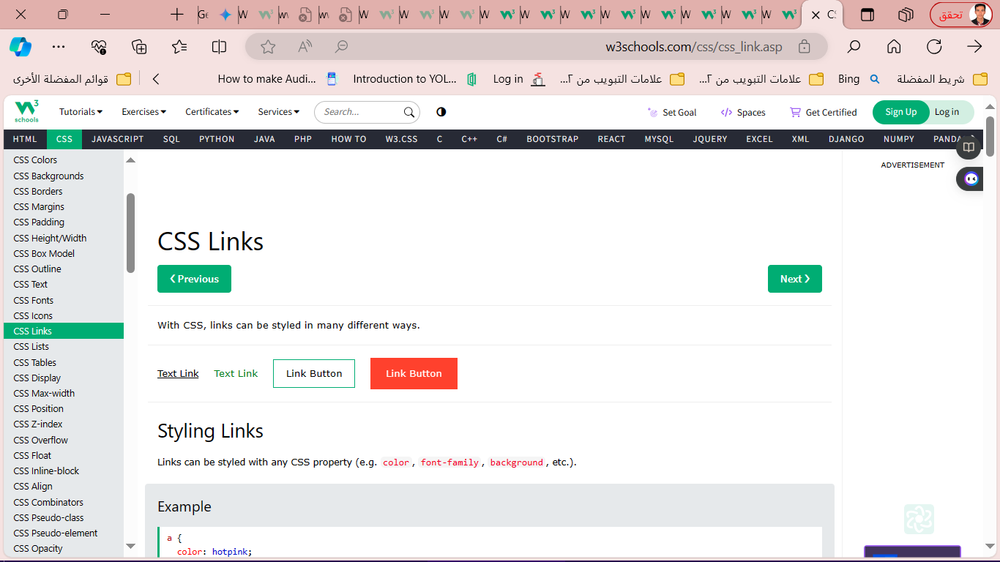 Ge W w w W W W W W W W W W W W CS تحقق
w3schools.com/css/css_link.asp
قوائم المفضلة الأخرى How to make Audi... Introduction to YOL... Log in علامات التبويب من ٢... علامات التبويب من ٢... Bing شريط المفضلة
W3 schools Tutorials Exercises Certificates Services Search... Set Goal Spaces Get Certified Sign Up Log in
HTML CSS JAVASCRIPT SQL PYTHON JAVA PHP HOW TO W3.CSS C C++ C# BOOTSTRAP REACT MYSQL JQUERY EXCEL XML DJANGO NUMPY PANDA
CSS Colors
CSS Backgrounds
CSS Borders
CSS Margins
CSS Padding
CSS Height/Width
CSS Box Model
CSS Outline
CSS Text
CSS Fonts
CSS Icons
CSS Links
CSS Lists
CSS Tables
CSS Display
CSS Max-width
CSS Position
CSS Z-index
CSS Overflow
CSS Float
CSS Inline-block
CSS Align
CSS Combinators
CSS Pseudo-class
CSS Pseudo-element
CSS Opacity
CSS Links
❮ Previous Next ❯
With CSS, links can be styled in many different ways.
Text Link Text Link Link Button Link Button
Styling Links
Links can be styled with any CSS property (e.g. color, font-family, background, etc.).
Example
a {
color: hotpink;
ADVERTISEMENT